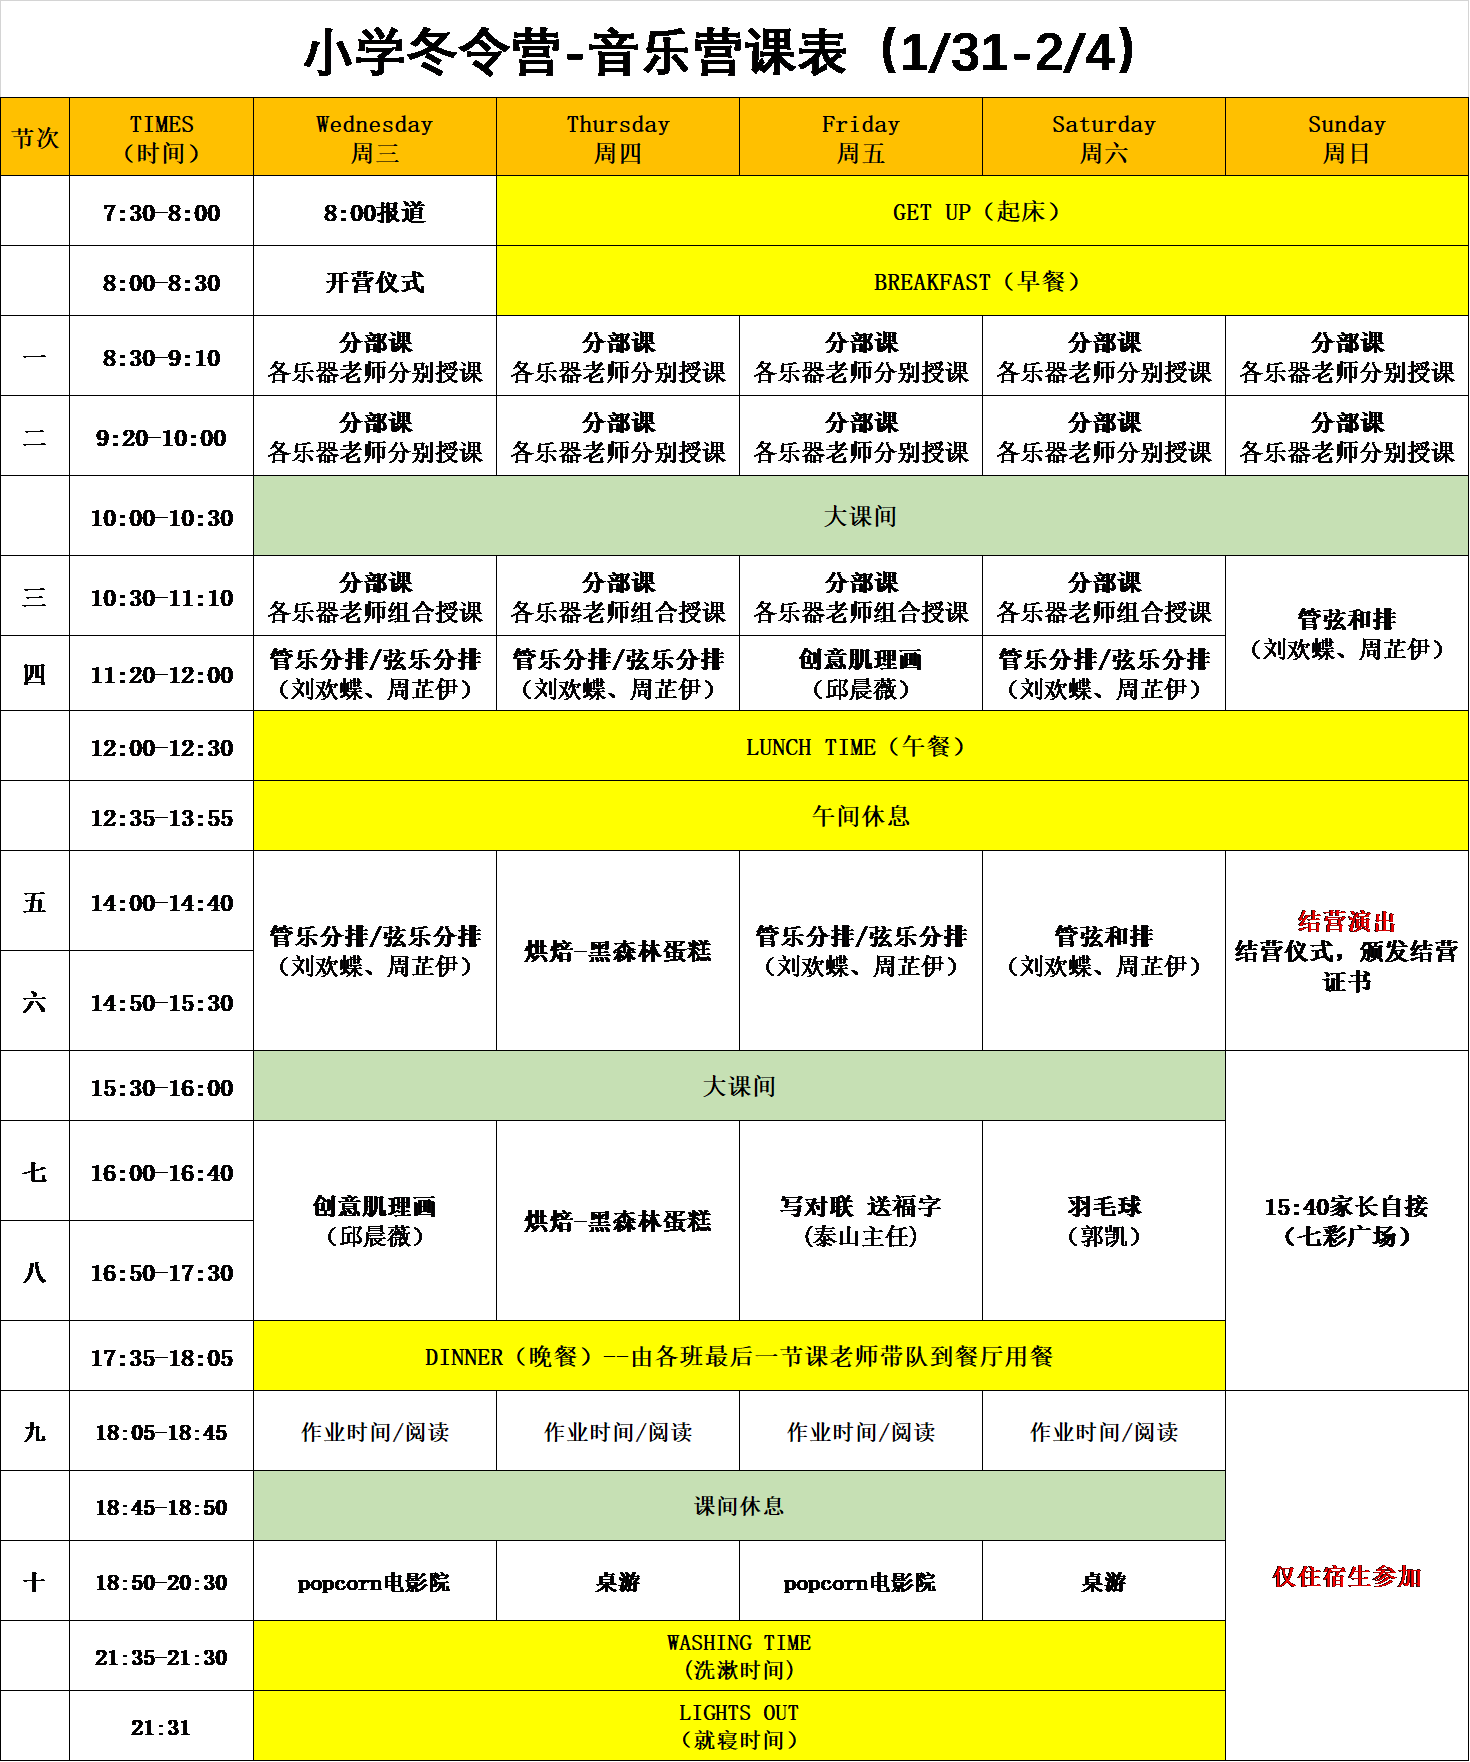 小学冬令营-音乐营课表（1/31-2/4）
节次
TIMES
（时间）
Wednesday
周三
Thursday
周四
Friday
周五
Saturday
周六
Sunday
周日
7:30-8:00
8:00报道
GET UP（起床）
8:00-8:30
开营仪式
BREAKFAST（早餐）
一
8:30-9:10
分部课
各乐器老师分别授课
分部课
各乐器老师分别授课
分部课
各乐器老师分别授课
分部课
各乐器老师分别授课
分部课
各乐器老师分别授课
二
9:20-10:00
分部课
各乐器老师分别授课
分部课
各乐器老师分别授课
分部课
各乐器老师分别授课
分部课
各乐器老师分别授课
分部课
各乐器老师分别授课
10:00-10:30
大课间
三
10:30-11:10
分部课
各乐器老师组合授课
分部课
各乐器老师组合授课
分部课
各乐器老师组合授课
分部课
各乐器老师组合授课
管弦和排
（刘欢蝶、周芷伊）
四
11:20-12:00
管乐分排/弦乐分排
（刘欢蝶、周芷伊）
管乐分排/弦乐分排
（刘欢蝶、周芷伊）
创意肌理画
（邱晨薇）
管乐分排/弦乐分排
（刘欢蝶、周芷伊）
12:00-12:30
LUNCH TIME（午餐）
12:35-13:55
午间休息
五
14:00-14:40
管乐分排/弦乐分排
（刘欢蝶、周芷伊）
烘焙-黑森林蛋糕
管乐分排/弦乐分排
（刘欢蝶、周芷伊）
管弦和排
（刘欢蝶、周芷伊）
结营演出
结营仪式，颁发结营
证书
六
14:50-15:30
15:30-16:00
大课间
七
16:00-16:40
创意肌理画
（邱晨薇）
烘焙-黑森林蛋糕
写对联 送福字
(泰山主任)
羽毛球
（郭凯）
15:40家长自接
（七彩广场）
八
16:50-17:30
17:35-18:05
DINNER（晚餐）--由各班最后一节课老师带队到餐厅用餐
九
18:05-18:45
作业时间/阅读
作业时间/阅读
作业时间/阅读
作业时间/阅读
18:45-18:50
课间休息
十
18:50-20:30
popcorn电影院
桌游
popcorn电影院
桌游
仅住宿生参加
21:35-21:30
WASHING TIME
(洗漱时间)
21:31
LIGHTS OUT
（就寝时间）